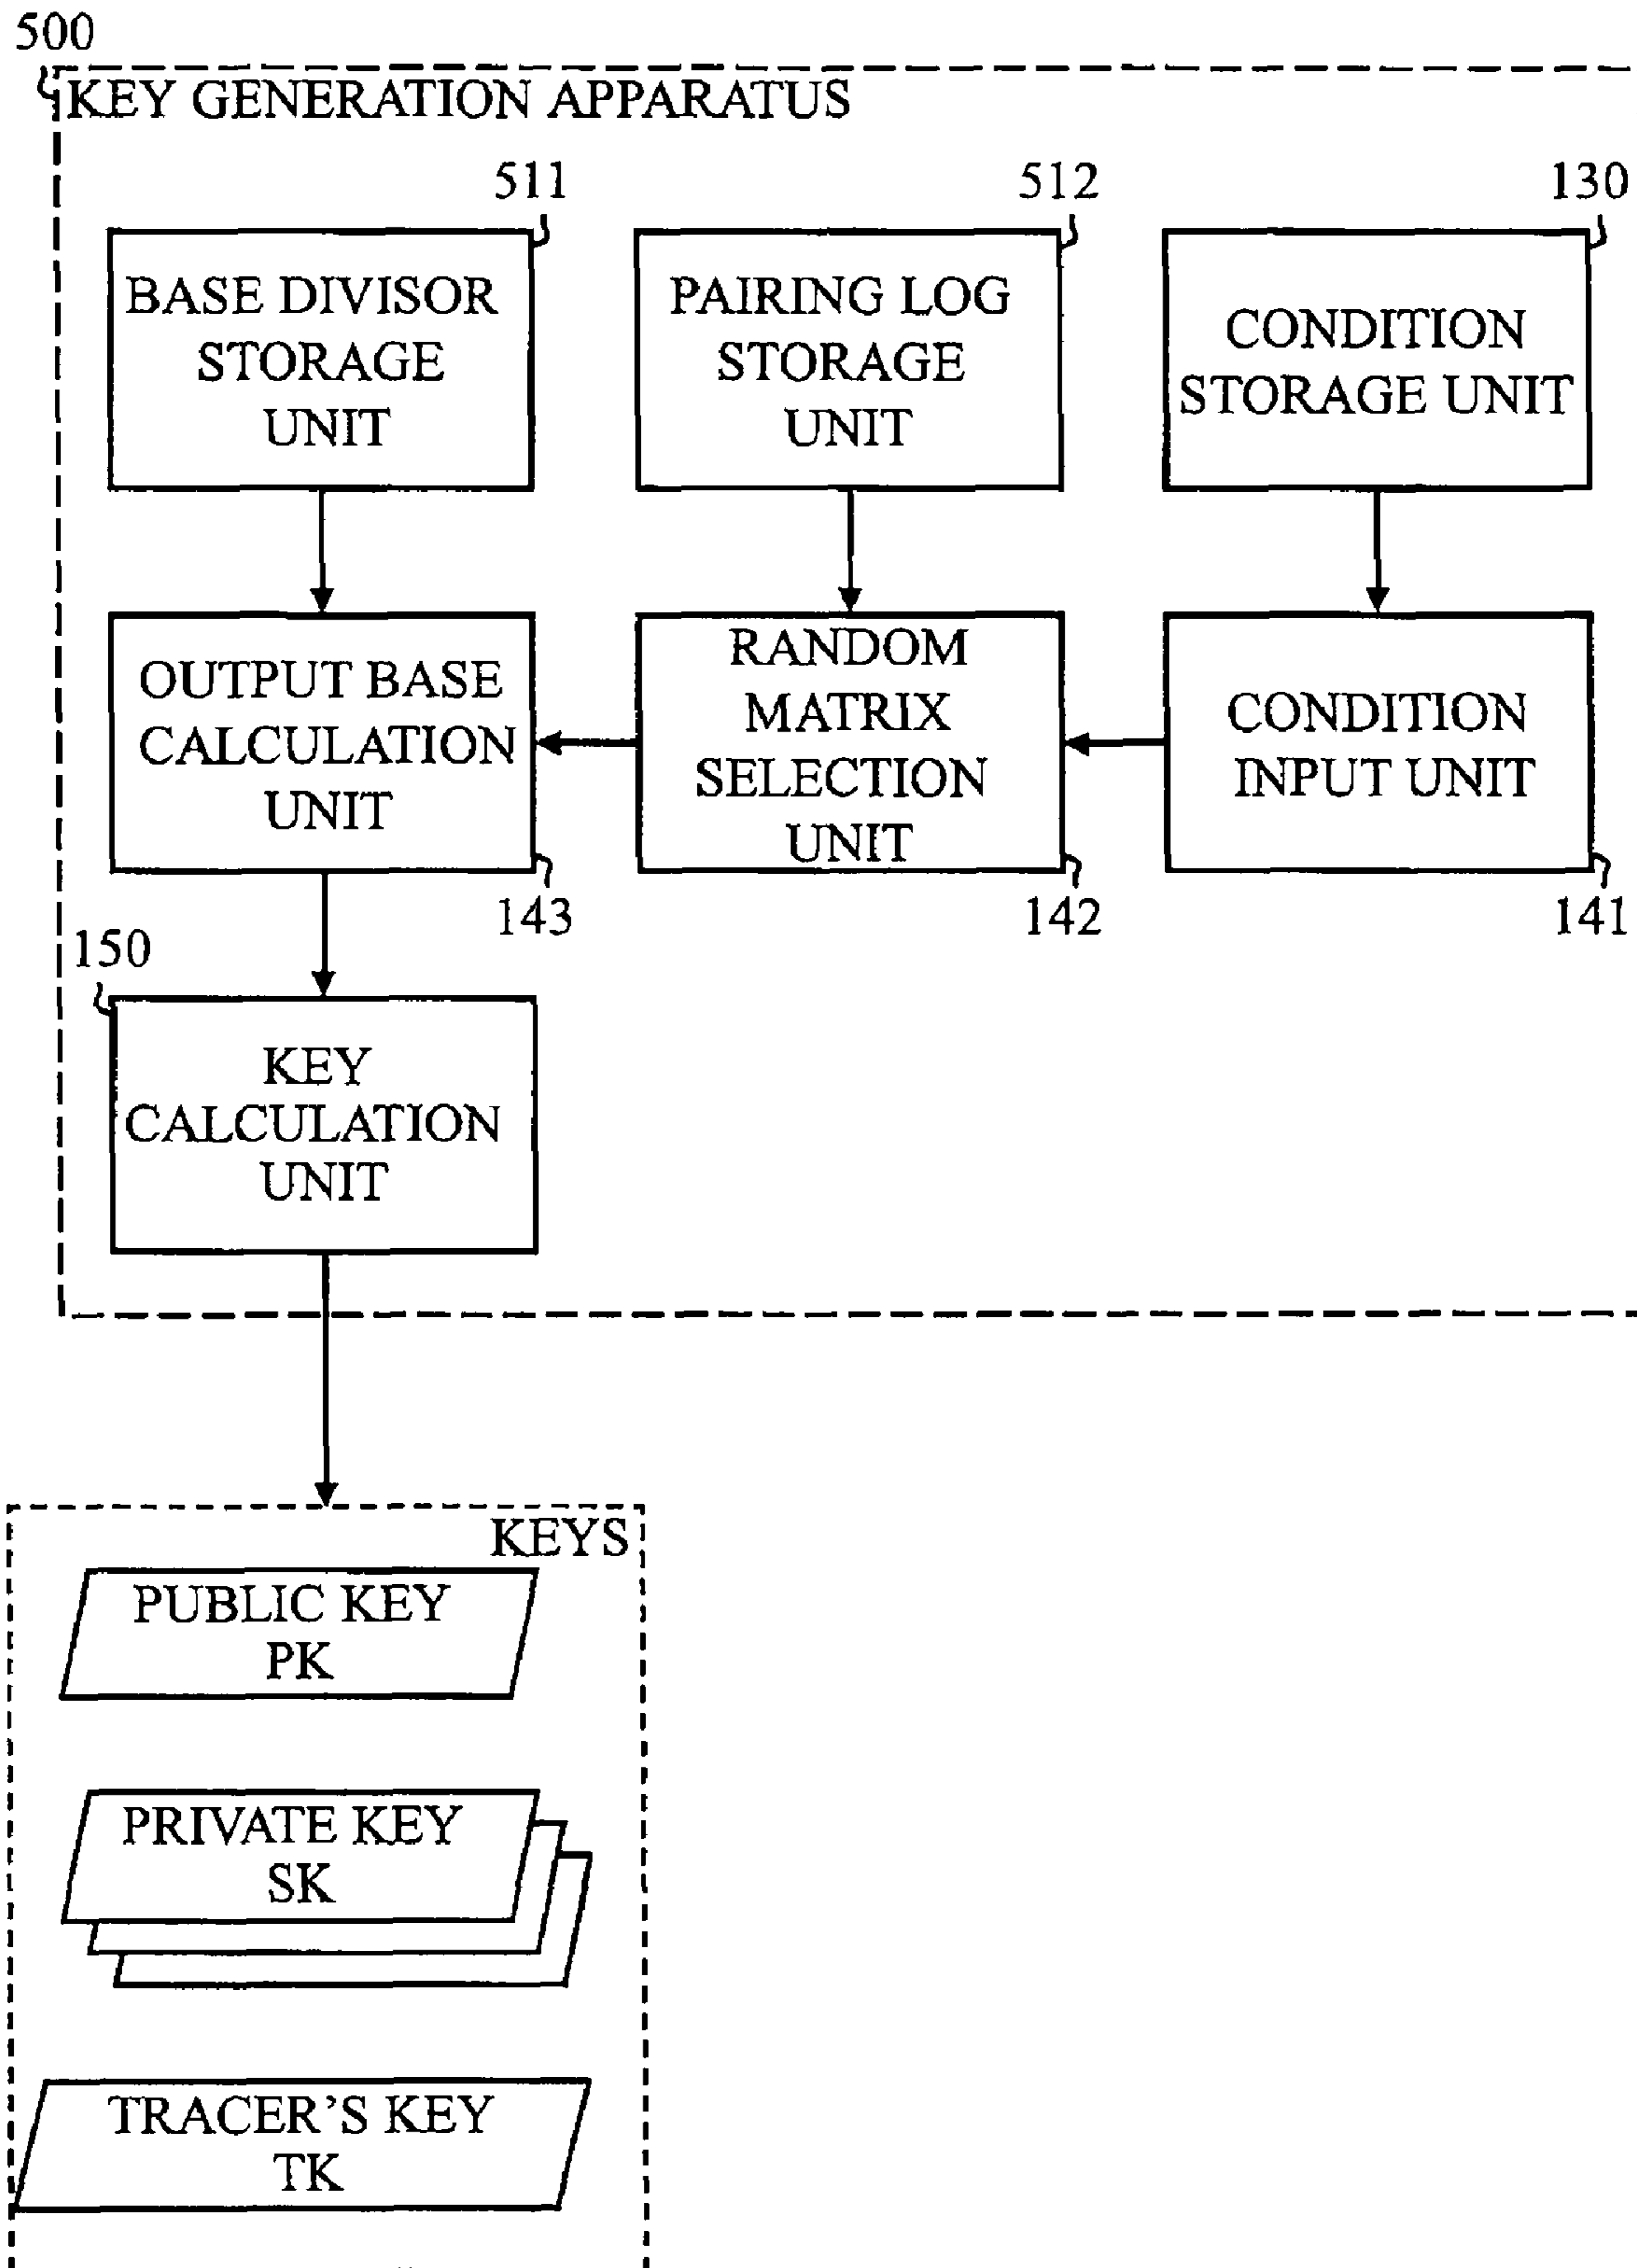 500
KEY GENERATION APPARATUS
511
512
130
BASE DIVISOR
STORAGE
UNIT
PAIRING LOG
STORAGE
UNIT
CONDITION
STORAGE UNIT
OUTPUT BASE
CALCULATION
UNIT
RANDOM
MATRIX
SELECTION
UNIT
CONDITION
INPUT UNIT
143
142
141
150
KEY
CALCULATION
UNIT
KEYS
PUBLIC KEY
PK
PRIVATE KEY
SK
TRACER'S KEY
TK